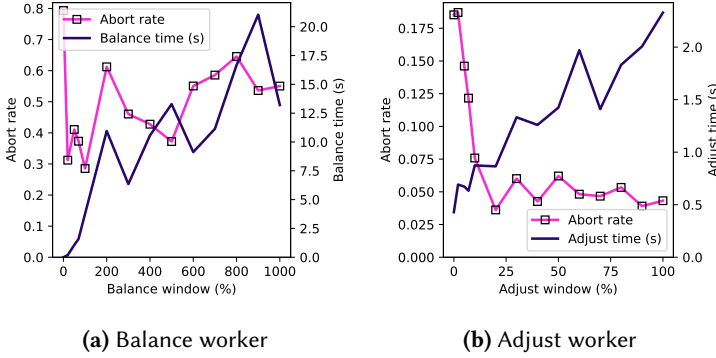 Abort rate
Balance time (s)
0.8
0.7
0.6
0.5
0.4
0.3
0.2
0.1
0.0
Abort rate
20.0
17.5
15.0
12.5
10.0
7.5
5.0
2.5
0.0
Balance time (s)
0 200 400 600 800 1000
Balance window (%)
(a) Balance worker
0.175
0.150
0.125
0.100
0.075
0.050
0.025
0.000
Abort rate
2.0
1.5
1.0
0.5
0.0
Adjust time (s)
Abort rate
Adjust time (s)
0 25 50 75 100
Adjust window (%)
(b) Adjust worker